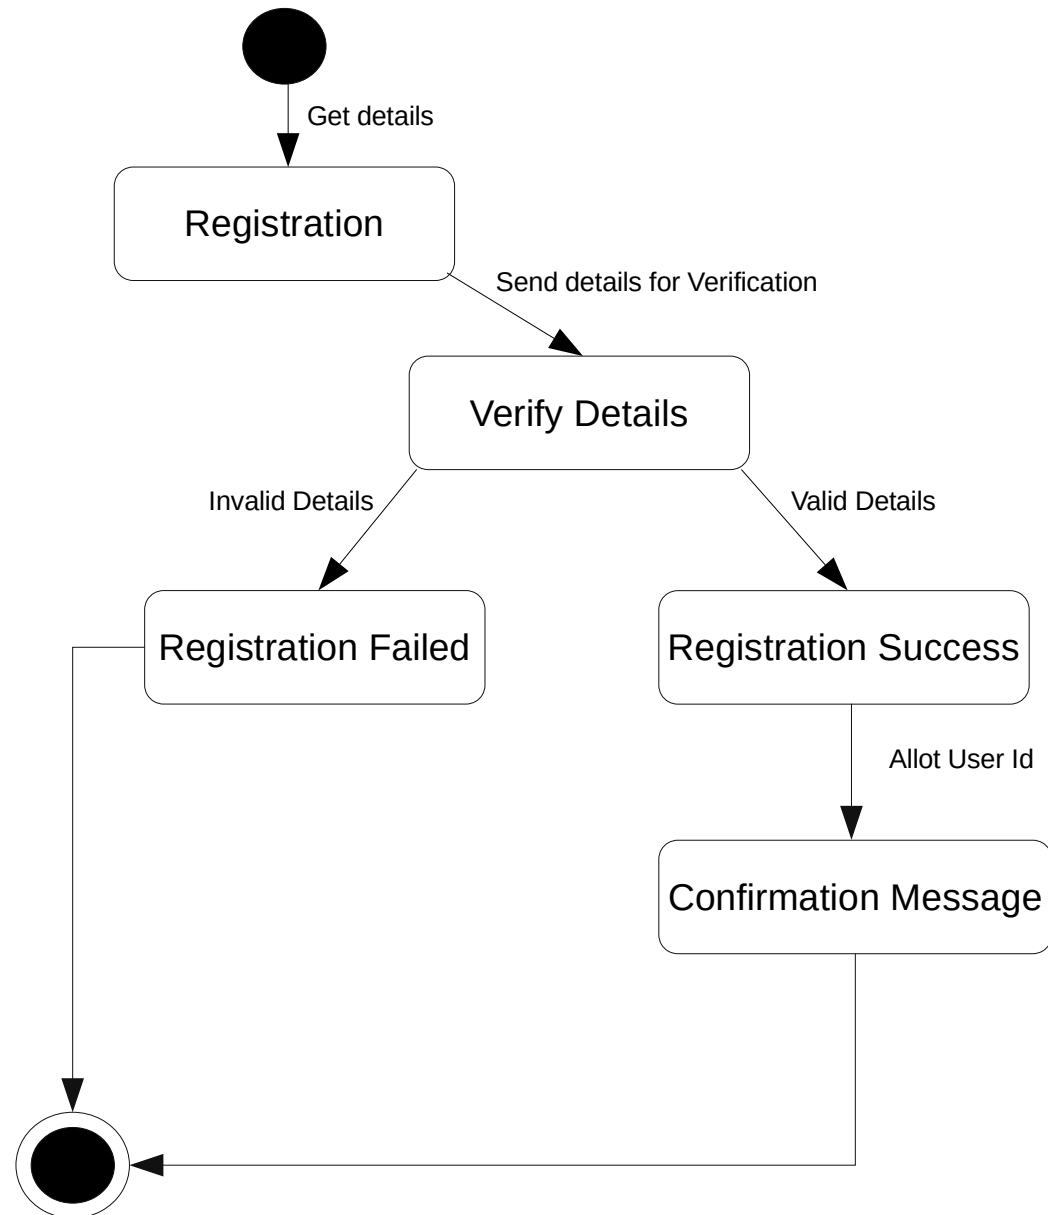 Get details
Registration
Send details for Verification
Verify Details
Invalid Details
Valid Details
Registration Failed
Registration Success
Allot User Id
Confirmation Message